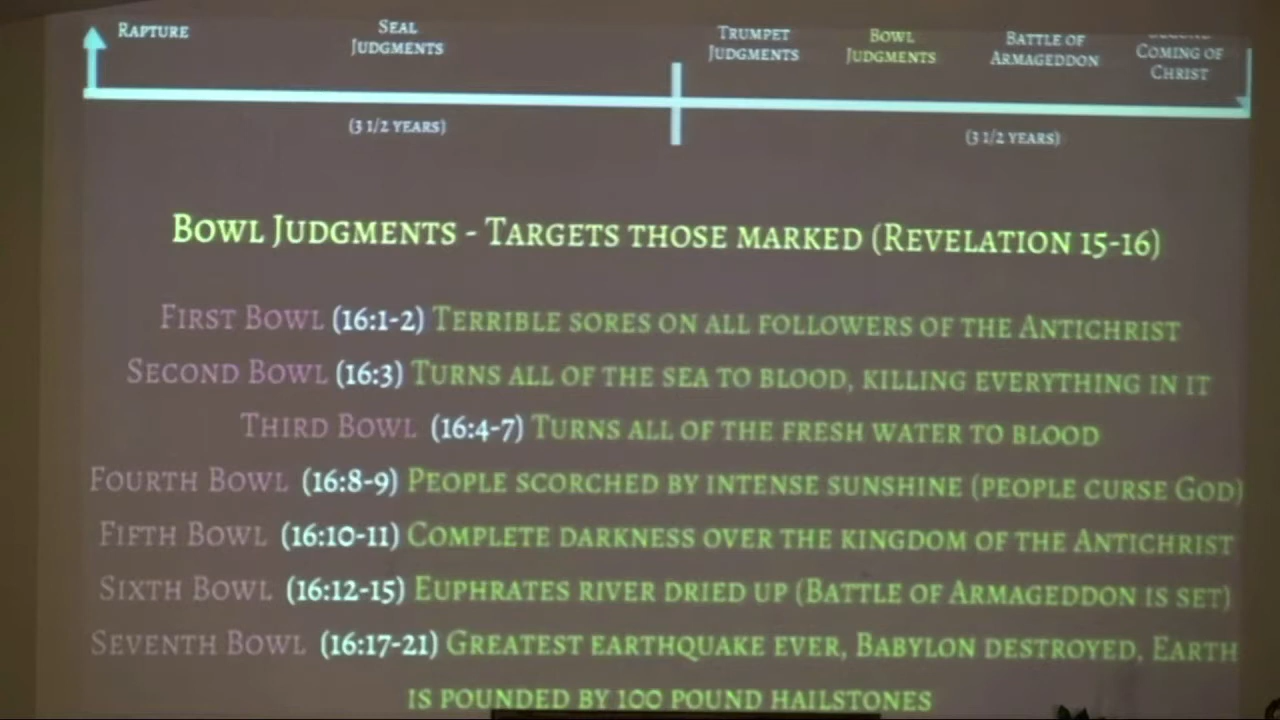 Rapture
Seal
Judgments
Trumpet
Judgments
Bowl
Judgments
Battle of
Armageddon
Coming of
Christ
(3 1/2 years)
(3 1/2 years)
Bowl Judgments - Targets those marked (Revelation 15-16)
First Bowl (16:1-2) Terrible sores on all followers of the Antichrist
Second Bowl (16:3) Turns all of the sea to blood, killing everything in it
Third Bowl (16:4-7) Turns all of the fresh water to blood
Fourth Bowl (16:8-9) People scorched by intense sunshine (people curse God)
Fifth Bowl (16:10-11) Complete darkness over the kingdom of the Antichrist
Sixth Bowl (16:12-15) Euphrates river dried up (Battle of Armageddon is set)
Seventh Bowl (16:17-21) Greatest earthquake ever, Babylon destroyed, Earth
is pounded by 100 pound hailstones